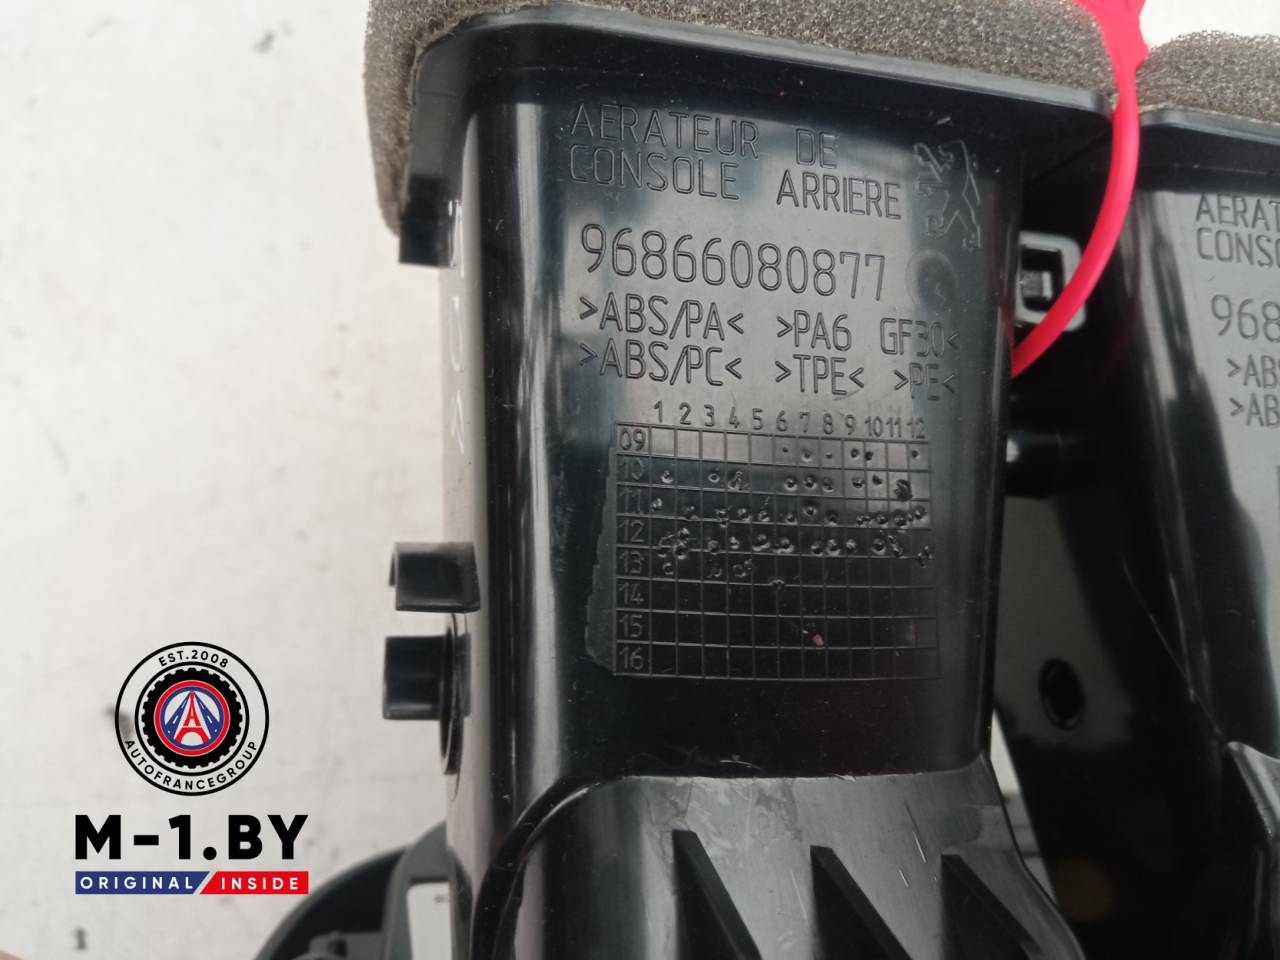 AERATEUR DE
CONSOLE ARRIERE
96866080877
>ABS/PA< >PA6 GF30<
>ABS/PC< >TPE< >PE<
1 2 3 4 5 6 7 8 9 10 11 12
09
10
11
12
13
14
15
16
AERAT
CONS
968
>AB
>AB
EST.2008
AUTOFRANCEGROUP
M-1.BY
ORIGINAL INSIDE